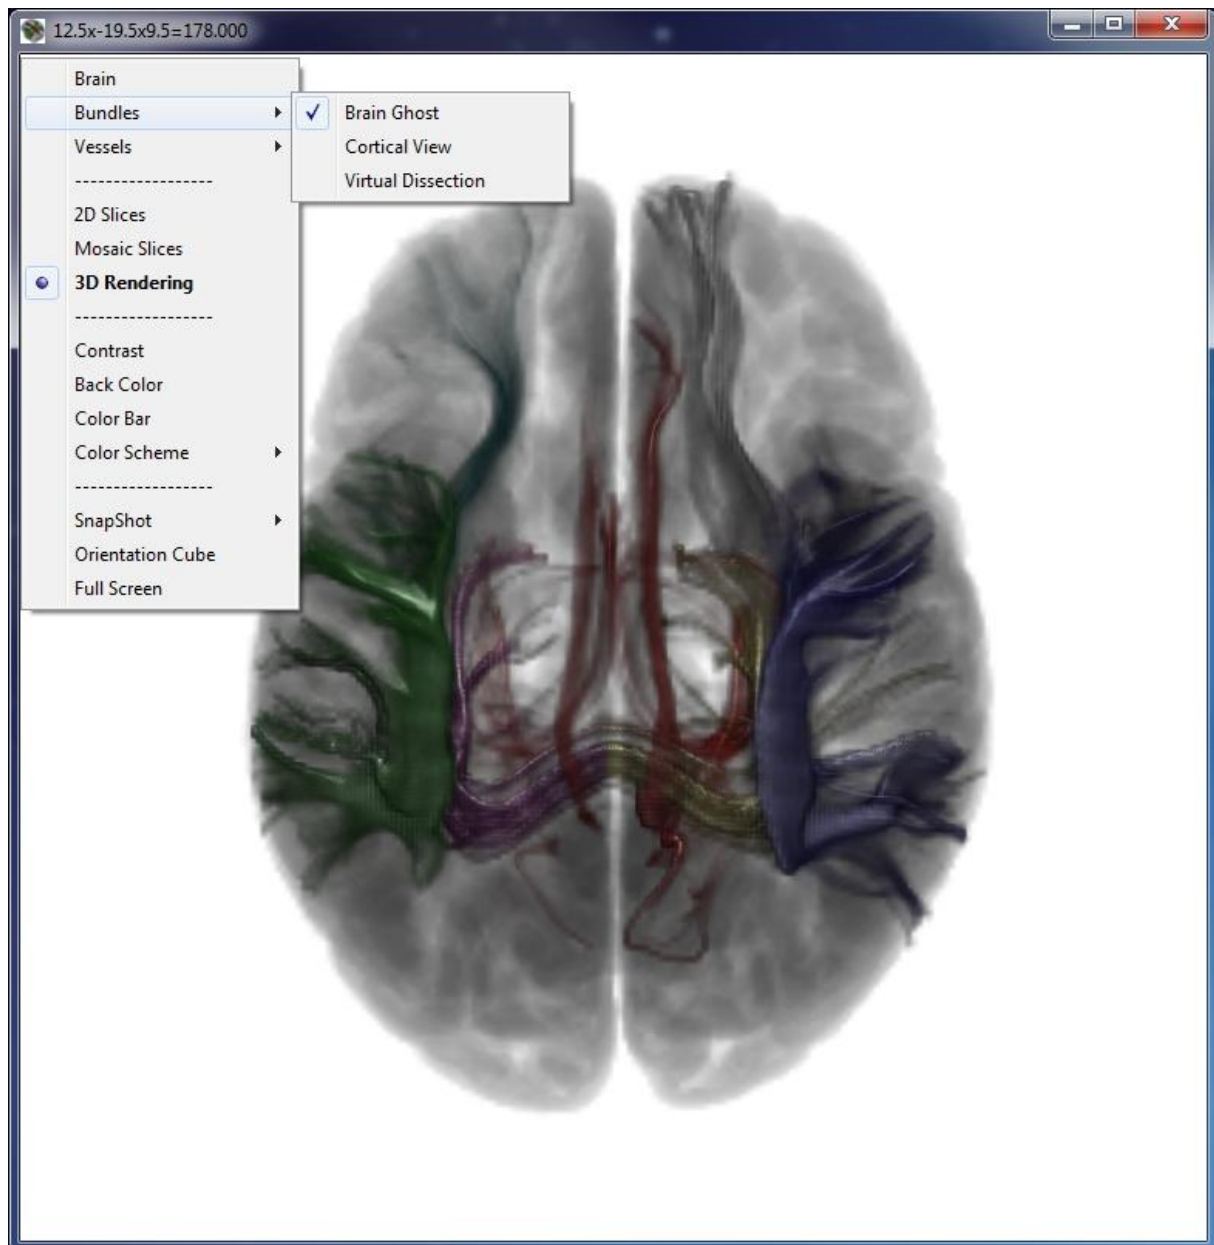 12.5x-19.5x9.5=178.000
Brain
Bundles
Brain Ghost
Cortical View
Virtual Dissection
Vessels
------------------
2D Slices
Mosaic Slices
3D Rendering
------------------
Contrast
Back Color
Color Bar
Color Scheme
------------------
SnapShot
Orientation Cube
Full Screen